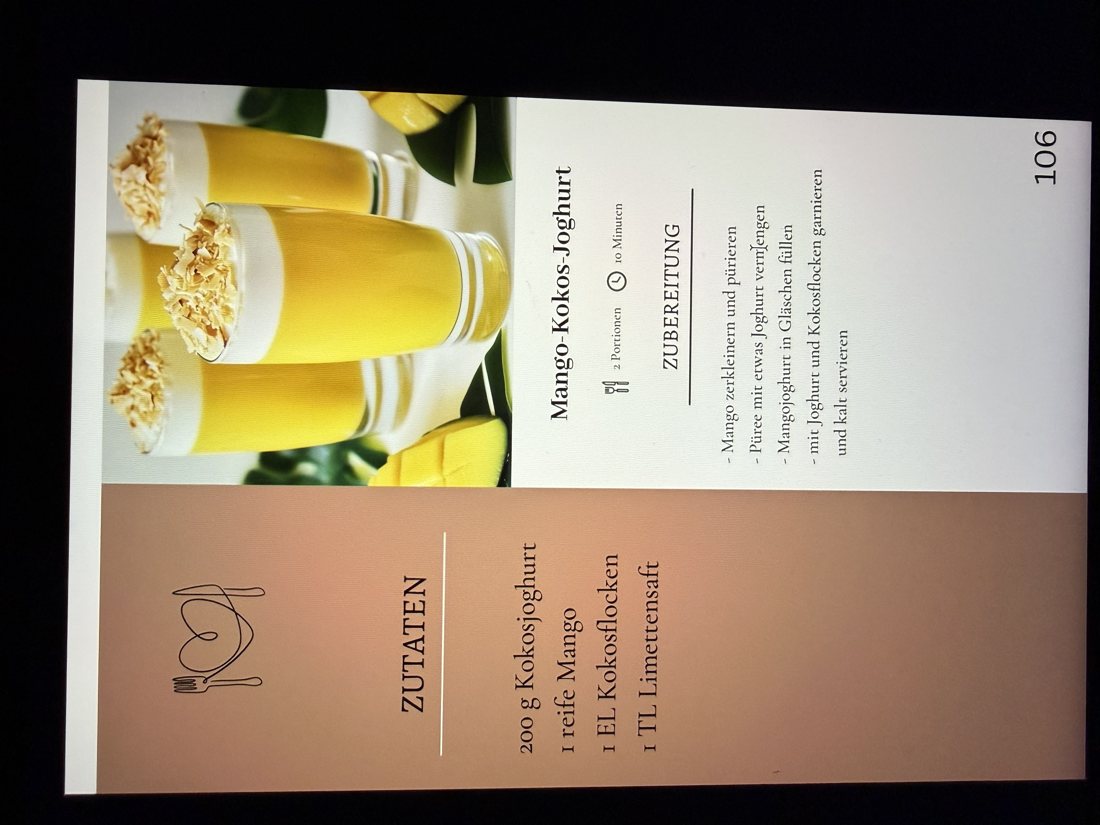 ZUTATEN
200 g Kokosjoghurt
1 reife Mango
1 EL Kokosflocken
1 TL Limettensaft
Mango-Kokos-Joghurt
2 Portionen 10 Minuten
ZUBEREITUNG
- Mango zerkleinern und pürieren
- Püree mit etwas Joghurt vermengen
- Mangojoghurt in Gläschen füllen
- mit Joghurt und Kokosflocken garnieren
und kalt servieren
106